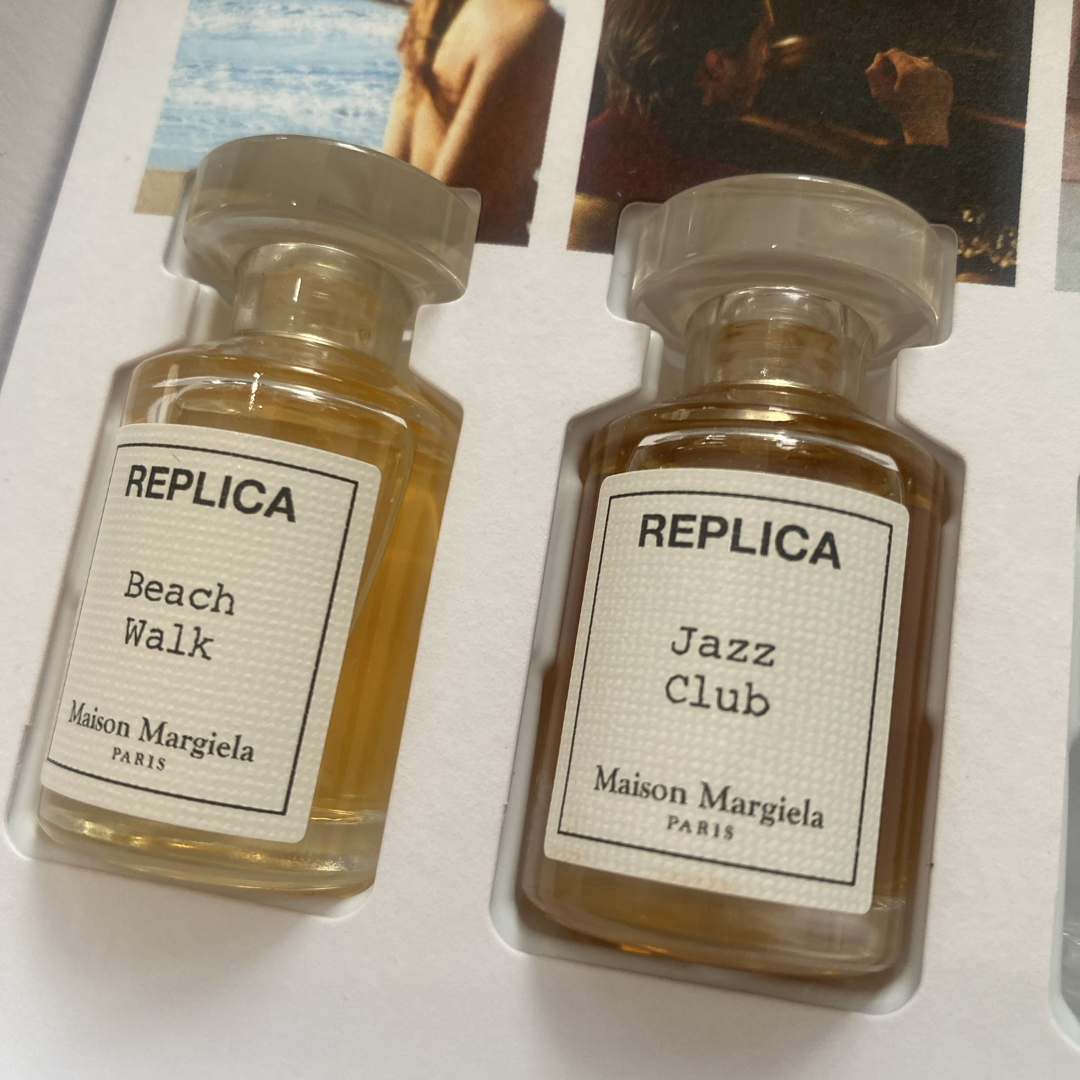 REPLICA
Beach
Walk
Maison Margiela
PARIS
REPLICA
Jazz
Club
Maison Margiela
PARIS